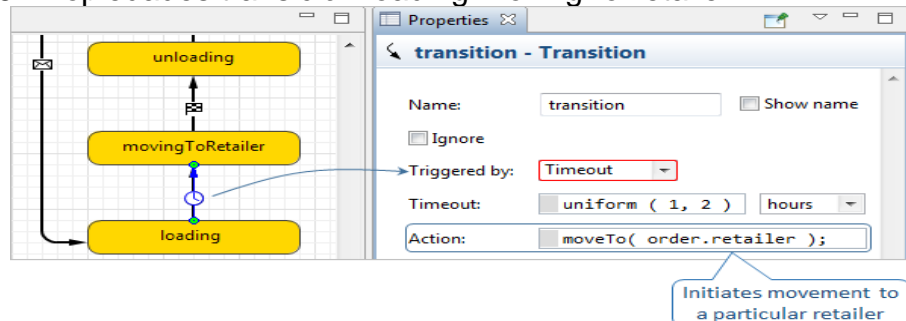 Properties
unloading
transition - Transition
Name:
transition
Show name
Ignore
movingToRetailer
Triggered by:
Timeout
Timeout:
uniform ( 1, 2 )
hours
loading
Action:
moveTo( order.retailer );
Initiates movement to
a particular retailer